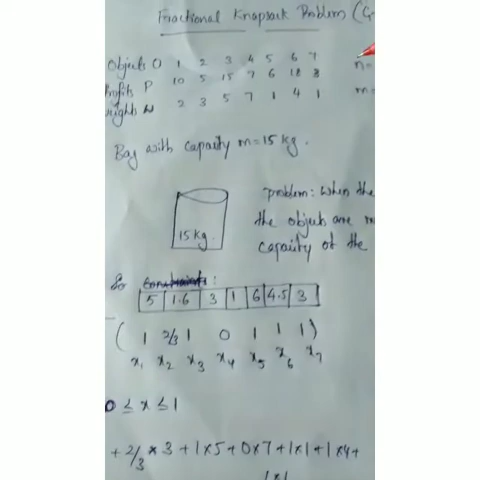 Fractional Knapsack Problem (G-
Objects O 1 2 3 4 5 6 7
n=
Profits P 10 5 15 7 6 18 3
m=
weights W 2 3 5 7 1 4 1
Bag with capacity m=15 kg.
problem: When the
15 kg.
the objects are
capacity of the
So constraints:
5 1.6 3 1 6 4.5 3
( 1 2/3 1 0 1 1 1 )
x₁ x₂ x₃ x₄ x₅ x₆ x₇
0 ≤ x ≤ 1
+ 2/3 × 3 + 1×5 + 0×7 + 1×1 + 1×4 +
1×1